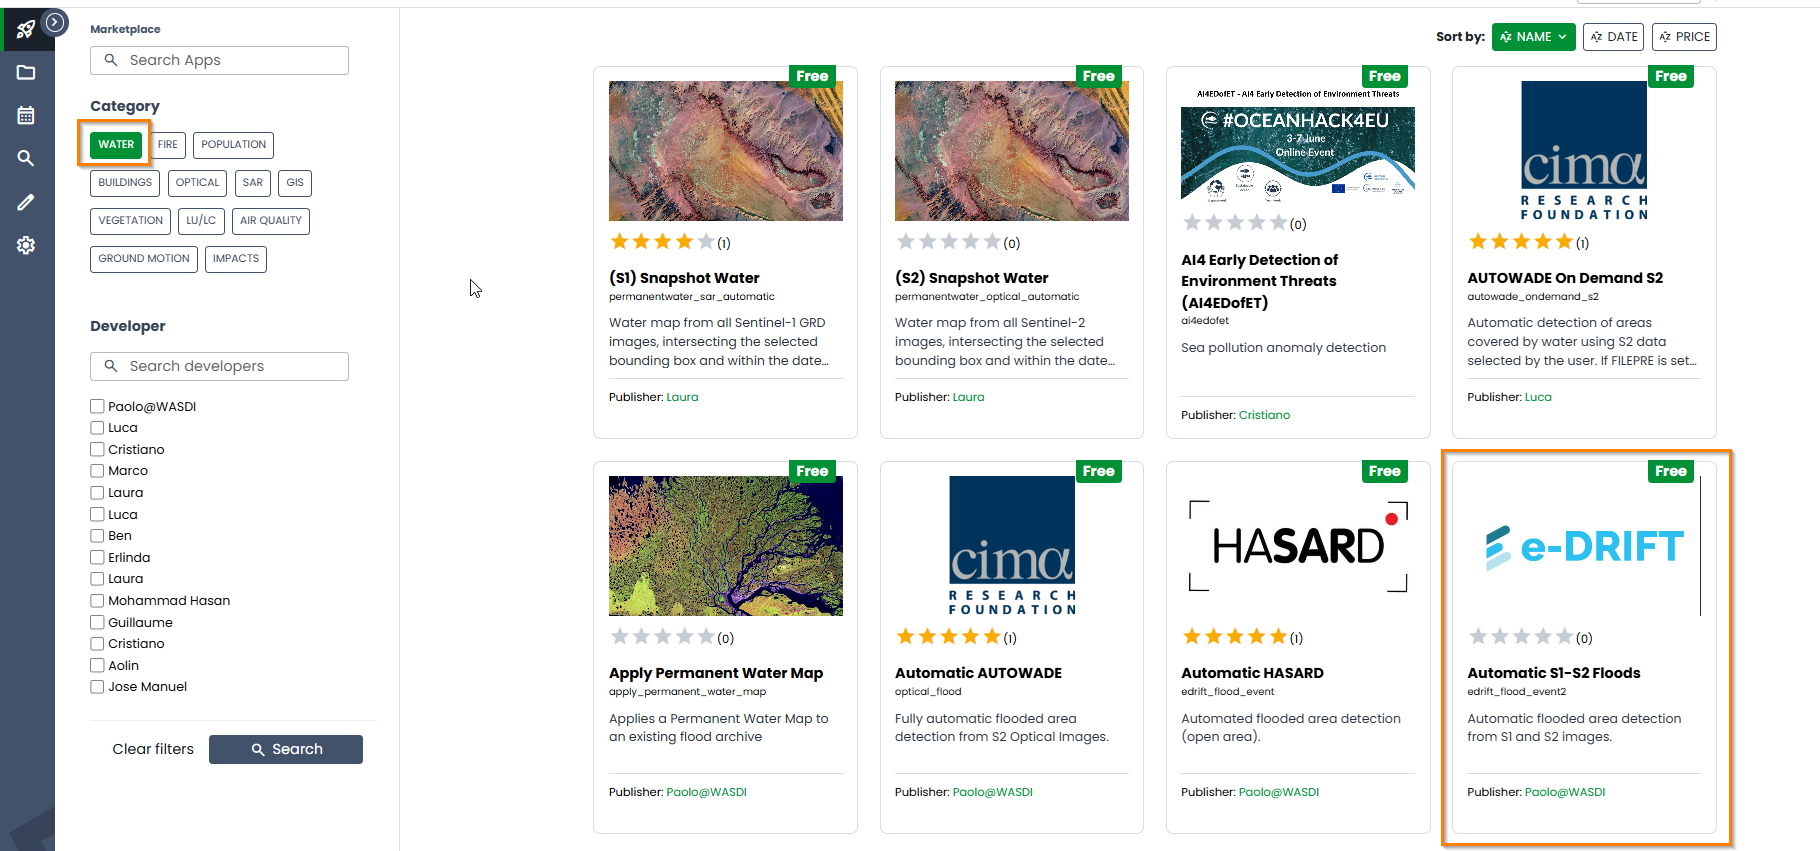 Marketplace
Search Apps
Category
WATER FIRE POPULATION
BUILDINGS OPTICAL SAR GIS
VEGETATION LU/LC AIR QUALITY
GROUND MOTION IMPACTS
Developer
Search developers
Paolo@WASDI
Luca
Cristiano
Marco
Laura
Luca
Ben
Erlinda
Laura
Mohammad Hasan
Guillaume
Cristiano
Aolin
Jose Manuel
Clear filters Search
Sort by: NAME DATE PRICE
Free
(1)
(S1) Snapshot Water
permanentwater_sar_automatic
Water map from all Sentinel-1 GRD
images, intersecting the selected
bounding box and within the date...
Publisher: Laura
Free
(0)
(S2) Snapshot Water
permanentwater_optical_automatic
Water map from all Sentinel-2
images, intersecting the selected
bounding box and within the date...
Publisher: Laura
Free
AI4EDofET - AI4 Early Detection of Environment Threats
#OCEANHACK4EU
3-7 June
Online Event
(0)
AI4 Early Detection of
Environment Threats
(AI4EDofET)
ai4edofet
Sea pollution anomaly detection
Publisher: Cristiano
Free
cima
RESEARCH
FOUNDATION
(1)
AUTOWADE On Demand S2
autowade_ondemand_s2
Automatic detection of areas
covered by water using S2 data
selected by the user. If FILEPRE is set...
Publisher: Luca
Free
(0)
Apply Permanent Water Map
apply_permanent_water_map
Applies a Permanent Water Map to
an existing flood archive
Publisher: Paolo@WASDI
Free
cima
RESEARCH
FOUNDATION
(1)
Automatic AUTOWADE
optical_flood
Fully automatic flooded area
detection from S2 Optical Images.
Publisher: Paolo@WASDI
Free
HASARD
(1)
Automatic HASARD
edrift_flood_event
Automated flooded area detection
(open area).
Publisher: Paolo@WASDI
Free
e-DRIFT
(0)
Automatic S1-S2 Floods
edrift_flood_event2
Automatic flooded area detection
from S1 and S2 images.
Publisher: Paolo@WASDI